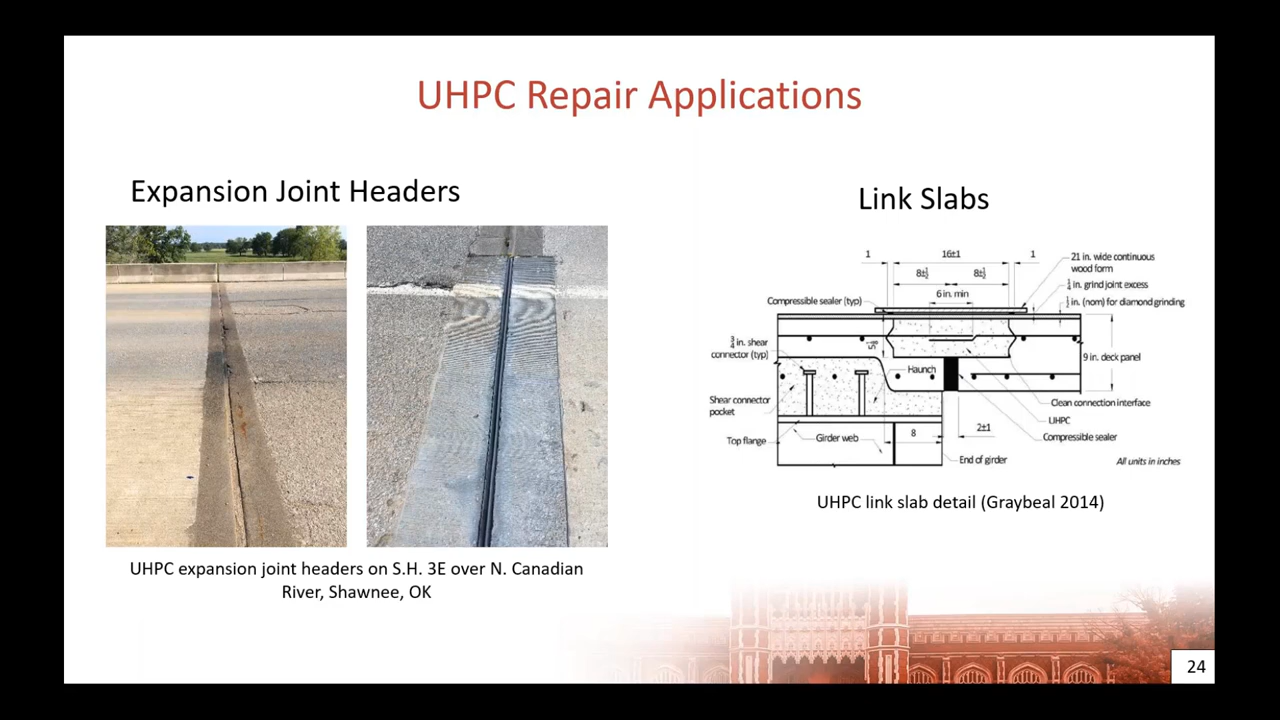 UHPC Repair Applications
Expansion Joint Headers
UHPC expansion joint headers on S.H. 3E over N. Canadian
River, Shawnee, OK
Link Slabs
1
16±1
1
8±½
8±½
6 in. min
21 in. wide continuous
wood form
¼ in. grind joint excess
½ in. (nom) for diamond grinding
Compressible sealer (typ)
¾ in. shear
connector (typ)
9 in. deck panel
Haunch
Shear connector
pocket
Clean connection interface
UHPC
Compressible sealer
Top flange
Girder web
8
2±1
End of girder
All units in inches
UHPC link slab detail (Graybeal 2014)
24